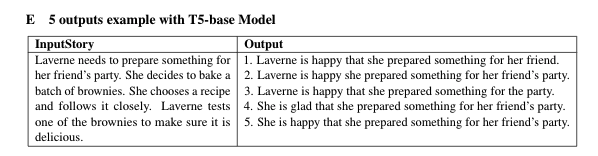 E 5 outputs example with T5-base Model
InputStory
Output
Laverne needs to prepare something for
her friend's party. She decides to bake a
batch of brownies. She chooses a recipe
and follows it closely. Laverne tests
one of the brownies to make sure it is
delicious.
1. Laverne is happy that she prepared something for her friend.
2. Laverne is happy she prepared something for her friend's party.
3. Laverne is happy that she prepared something for the party.
4. She is glad that she prepared something for her friend's party.
5. She is happy that she prepared something for her friend's party.